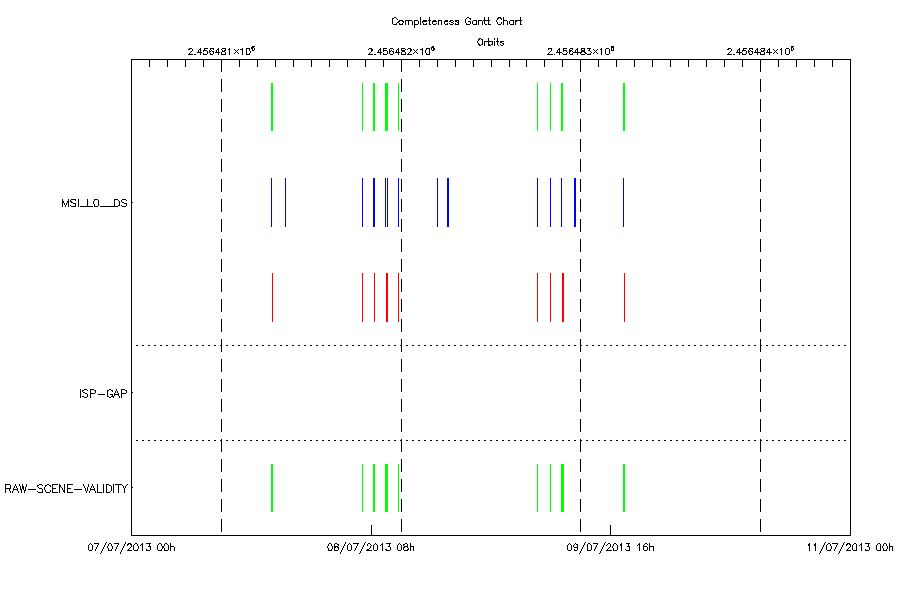 Completeness Gantt Chart
Orbits
2.456481×10⁶ 2.456482×10⁶ 2.456483×10⁶ 2.456484×10⁶
MSI_L0__DS
ISP-GAP
RAW-SCENE-VALIDITY
07/07/2013 00h 08/07/2013 08h 09/07/2013 16h 11/07/2013 00h